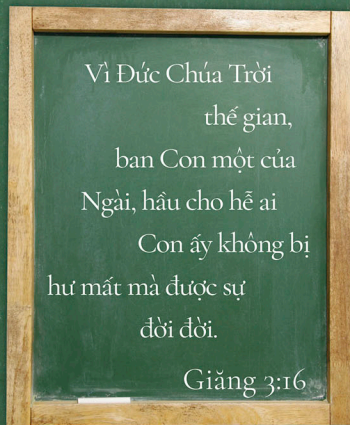 Vì Đức Chúa Trời
thế gian,
ban Con một của
Ngài, hầu cho hễ ai
Con ấy không bị
hư mất mà được sự
đời đời.
Giăng 3:16